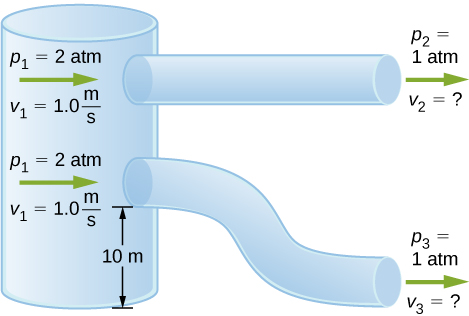 p₁ = 2 atm
v₁ = 1.0 m/s
p₁ = 2 atm
v₁ = 1.0 m/s
10 m
p₂ =
1 atm
v₂ = ?
p₃ =
1 atm
v₃ = ?